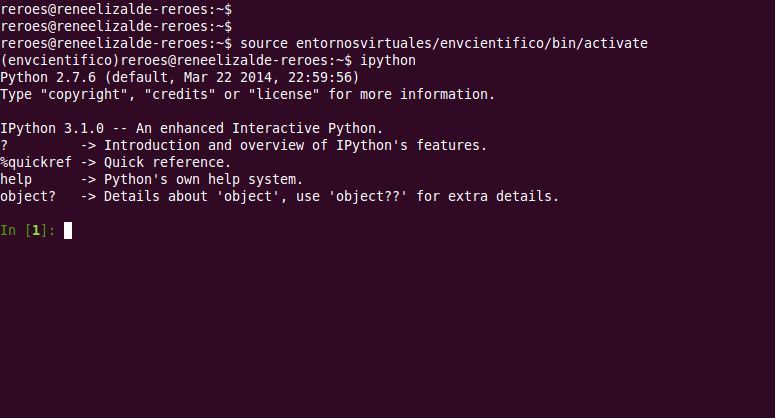 reroes@reneelizalde-reroes:~$
reroes@reneelizalde-reroes:~$
reroes@reneelizalde-reroes:~$ source entornosvirtuales/envcientifico/bin/activate
(envcientifico)reroes@reneelizalde-reroes:~$ ipython
Python 2.7.6 (default, Mar 22 2014, 22:59:56)
Type "copyright", "credits" or "license" for more information.
IPython 3.1.0 -- An enhanced Interactive Python.
?         -> Introduction and overview of IPython's features.
%quickref -> Quick reference.
help      -> Python's own help system.
object?   -> Details about 'object', use 'object??' for extra details.
In [1]: